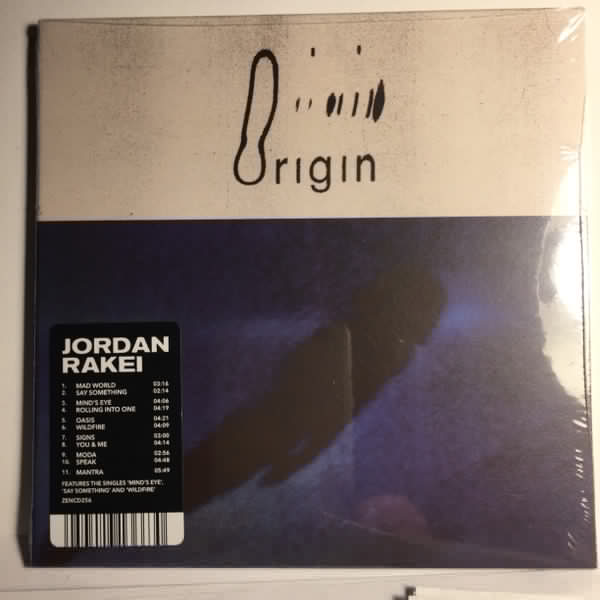 Origin
JORDAN
RAKEI
1. MAD WORLD 03:16
2. SAY SOMETHING 02:14
3. MIND'S EYE 04:06
4. ROLLING INTO ONE 04:19
5. OASIS 04:21
6. WILDFIRE 04:09
7. SIGNS 03:00
8. YOU & ME 04:14
9. MODA 02:56
10. SPEAK 04:48
11. MANTRA 05:49
FEATURES THE SINGLES 'MIND'S EYE',
'SAY SOMETHING' AND 'WILDFIRE'
ZENCD256